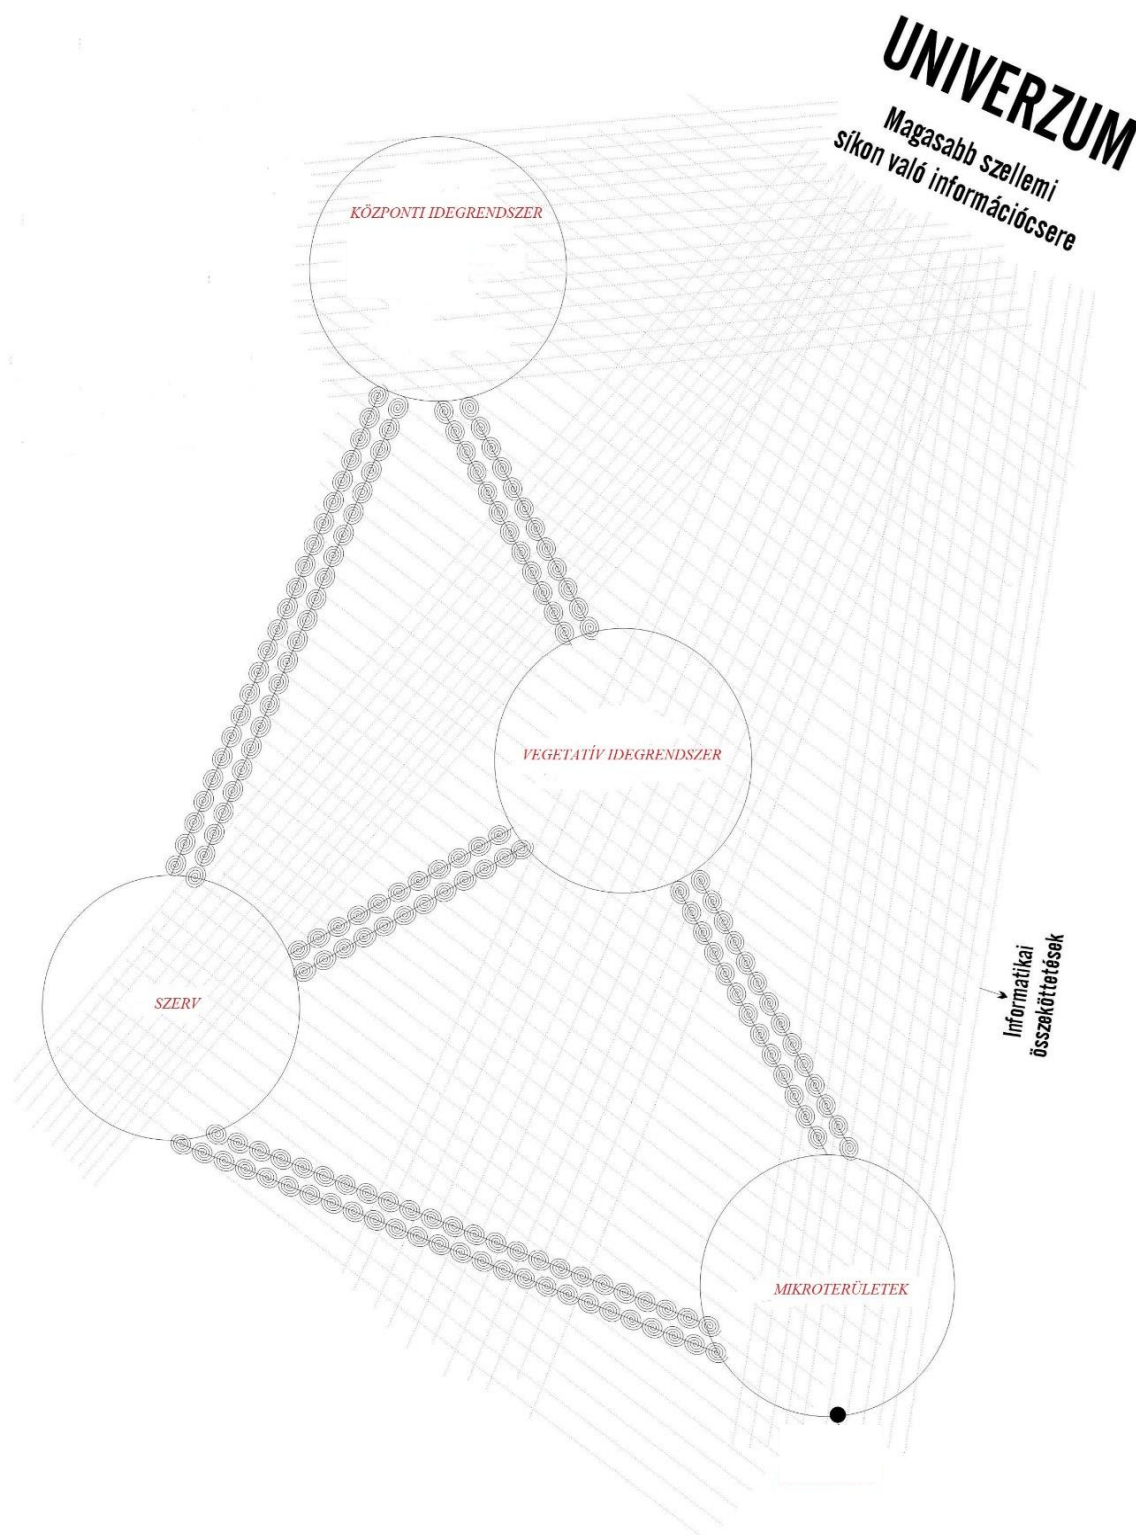 UNIVERZUM
Magasabb szellemi
síkon való információcsere
KÖZPONTI IDEGRENDSZER
VEGETATÍV IDEGRENDSZER
Informatikai
összeköttetések
SZERV
MIKROTERÜLETEK